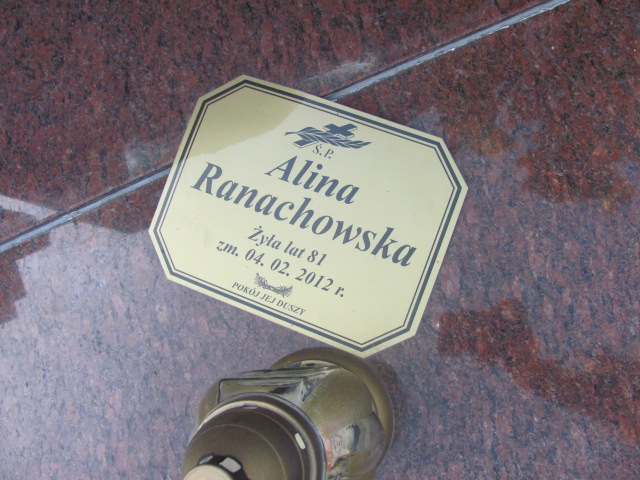 Ś.P.
Alina
Ranachowska
Żyła lat 81
zm. 04. 02. 2012 r.
POKÓJ JEJ DUSZY